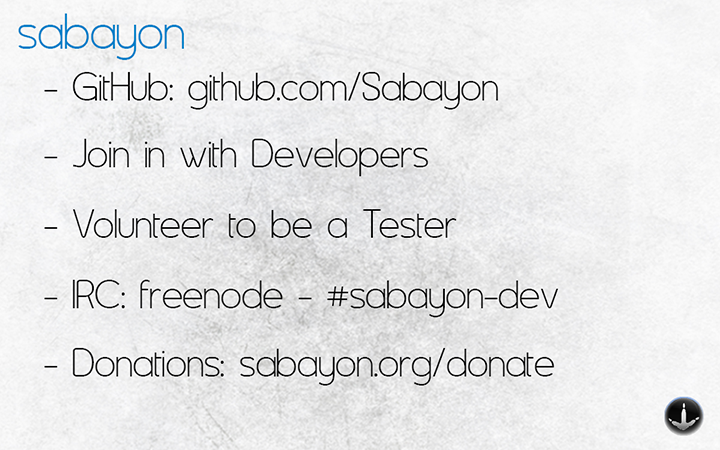 sabayon
- GitHub: github.com/Sabayon
- Join in with Developers
- Volunteer to be a Tester
- IRC: freenode - #sabayon-dev
- Donations: sabayon.org/donate